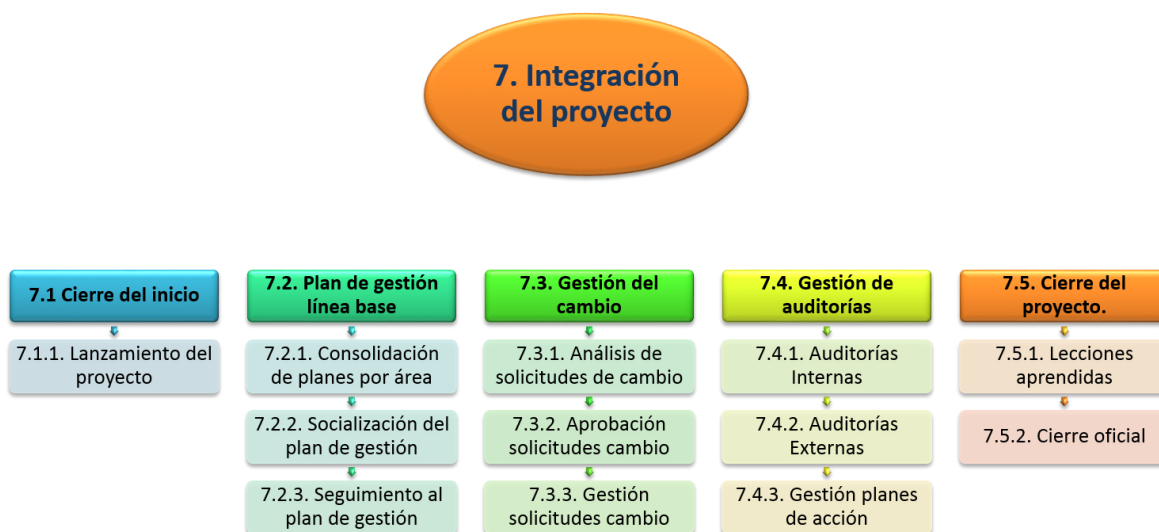 7. Integración
del proyecto
7.1 Cierre del inicio
7.1.1. Lanzamiento del
proyecto
7.2. Plan de gestión
línea base
7.2.1. Consolidación
de planes por área
7.2.2. Socialización del
plan de gestión
7.2.3. Seguimiento al
plan de gestión
7.3. Gestión del
cambio
7.3.1. Análisis de
solicitudes de cambio
7.3.2. Aprobación
solicitudes cambio
7.3.3. Gestión
solicitudes cambio
7.4. Gestión de
auditorías
7.4.1. Auditorías
Internas
7.4.2. Auditorías
Externas
7.4.3. Gestión planes
de acción
7.5. Cierre del
proyecto.
7.5.1. Lecciones
aprendidas
7.5.2. Cierre oficial